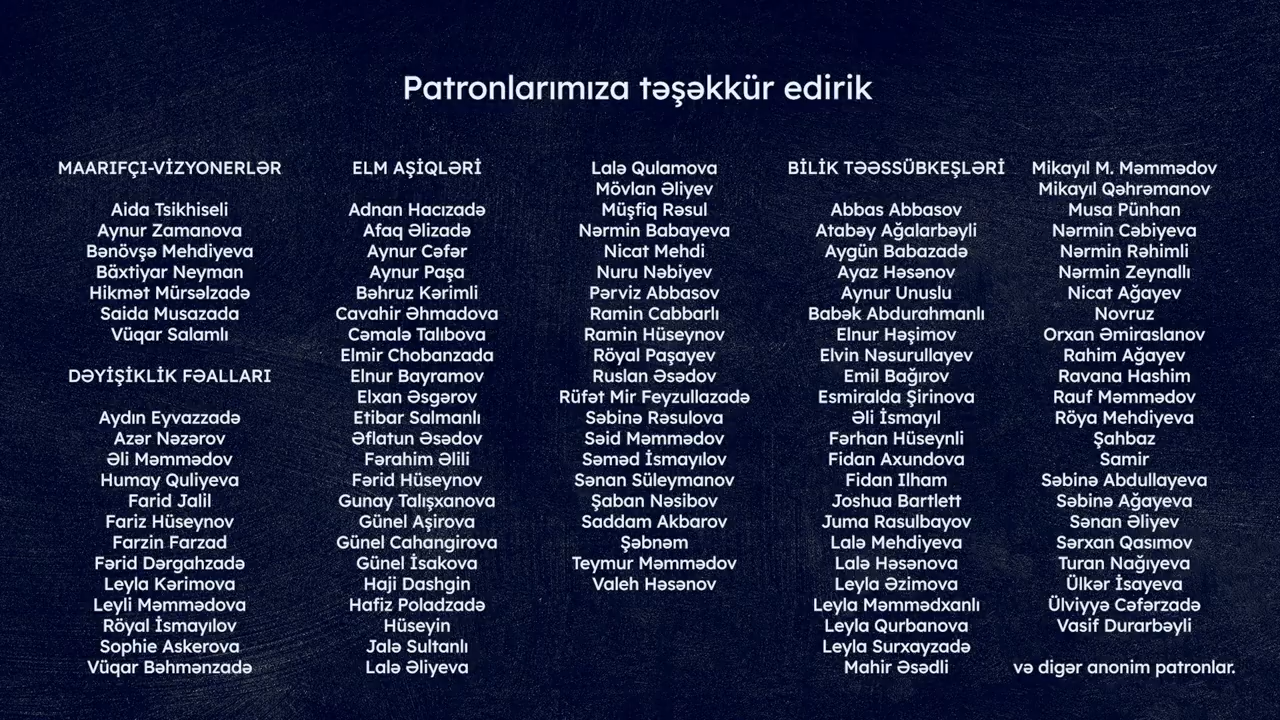 Patronlarımıza təşəkkür edirik
MAARIFÇI-VİZYONERLƏR
Aida Tsikhiseli
Aynur Zamanova
Bənövşə Mehdiyeva
Bäxtiyar Neyman
Hikmət Mürsəlzadə
Saida Musazada
Vüqar Salamlı
DƏYİŞİKLİK FƏALLARI
Aydın Eyvazzadə
Azər Nəzərov
Əli Məmmədov
Humay Quliyeva
Farid Jalil
Fariz Hüseynov
Farzin Farzad
Fərid Dərgahzadə
Leyla Kərimova
Leyli Məmmədova
Röyal İsmayılov
Sophie Askerova
Vüqar Bəhmənzadə
ELM AŞİQLƏRİ
Adnan Hacızadə
Afaq Əlizadə
Aynur Cəfər
Aynur Paşa
Bəhruz Kərimli
Cavahir Əhmadova
Cəmalə Talıbova
Elmir Chobanzada
Elnur Bayramov
Elxan Əsgərov
Etibar Salmanlı
Əflatun Əsədov
Fərahim Əlili
Fərid Hüseynov
Gunay Talışxanova
Günel Aşirova
Günel Cahangirova
Günel İsakova
Haji Dashgin
Hafiz Poladzadə
Hüseyin
Jalə Sultanlı
Lalə Əliyeva
Lalə Qulamova
Mövlan Əliyev
Müşfiq Rəsul
Nərmin Babayeva
Nicat Mehdi
Nuru Nəbiyev
Pərviz Abbasov
Ramin Cabbarlı
Ramin Hüseynov
Röyal Paşayev
Ruslan Əsədov
Rüfət Mir Feyzullazadə
Səbinə Rəsulova
Səid Məmmədov
Səməd İsmayılov
Sənan Süleymanov
Şaban Nəsibov
Saddam Akbarov
Şəbnəm
Teymur Məmmədov
Valeh Həsənov
BİLİK TƏƏSSÜBKEŞLƏRİ
Abbas Abbasov
Atabəy Ağalarbəyli
Aygün Babazadə
Ayaz Həsənov
Aynur Unuslu
Babək Abdurahmanlı
Elnur Həşimov
Elvin Nəsurullayev
Emil Bağırov
Esmiralda Şirinova
Əli İsmayıl
Fərhan Hüseynli
Fidan Axundova
Fidan Ilham
Joshua Bartlett
Juma Rasulbayov
Lalə Mehdiyeva
Lalə Həsənova
Leyla Əzimova
Leyla Məmmədxanlı
Leyla Qurbanova
Leyla Surxayzadə
Mahir Əsədli
Mikayıl M. Məmmədov
Mikayıl Qəhrəmanov
Musa Pünhan
Nərmin Cəbiyeva
Nərmin Rəhimli
Nərmin Zeynallı
Nicat Ağayev
Novruz
Orxan Əmiraslanov
Rahim Ağayev
Ravana Hashim
Rauf Məmmədov
Röya Mehdiyeva
Şahbaz
Samir
Səbinə Abdullayeva
Səbinə Ağayeva
Sənan Əliyev
Sərxan Qasımov
Turan Nağıyeva
Ülkər İsayeva
Ülviyyə Cəfərzadə
Vasif Durarbəyli
və digər anonim patronlar.